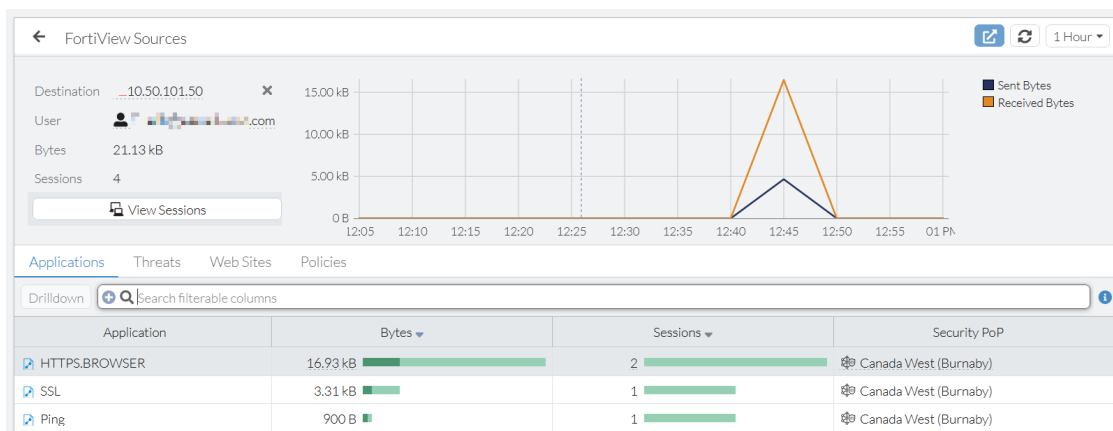 FortiView Sources
1 Hour
Destination _10.50.101.50
User .com
Bytes 21.13 kB
Sessions 4
View Sessions
15.00 kB
10.00 kB
5.00 kB
0 B
12:05 12:10 12:15 12:20 12:25 12:30 12:35 12:40 12:45 12:50 12:55 01 PM
Sent Bytes
Received Bytes
Applications Threats Web Sites Policies
Drilldown Search filterable columns
Application Bytes Sessions Security PoP
HTTPS.BROWSER 16.93 kB 2 Canada West (Burnaby)
SSL 3.31 kB 1 Canada West (Burnaby)
Ping 900 B 1 Canada West (Burnaby)